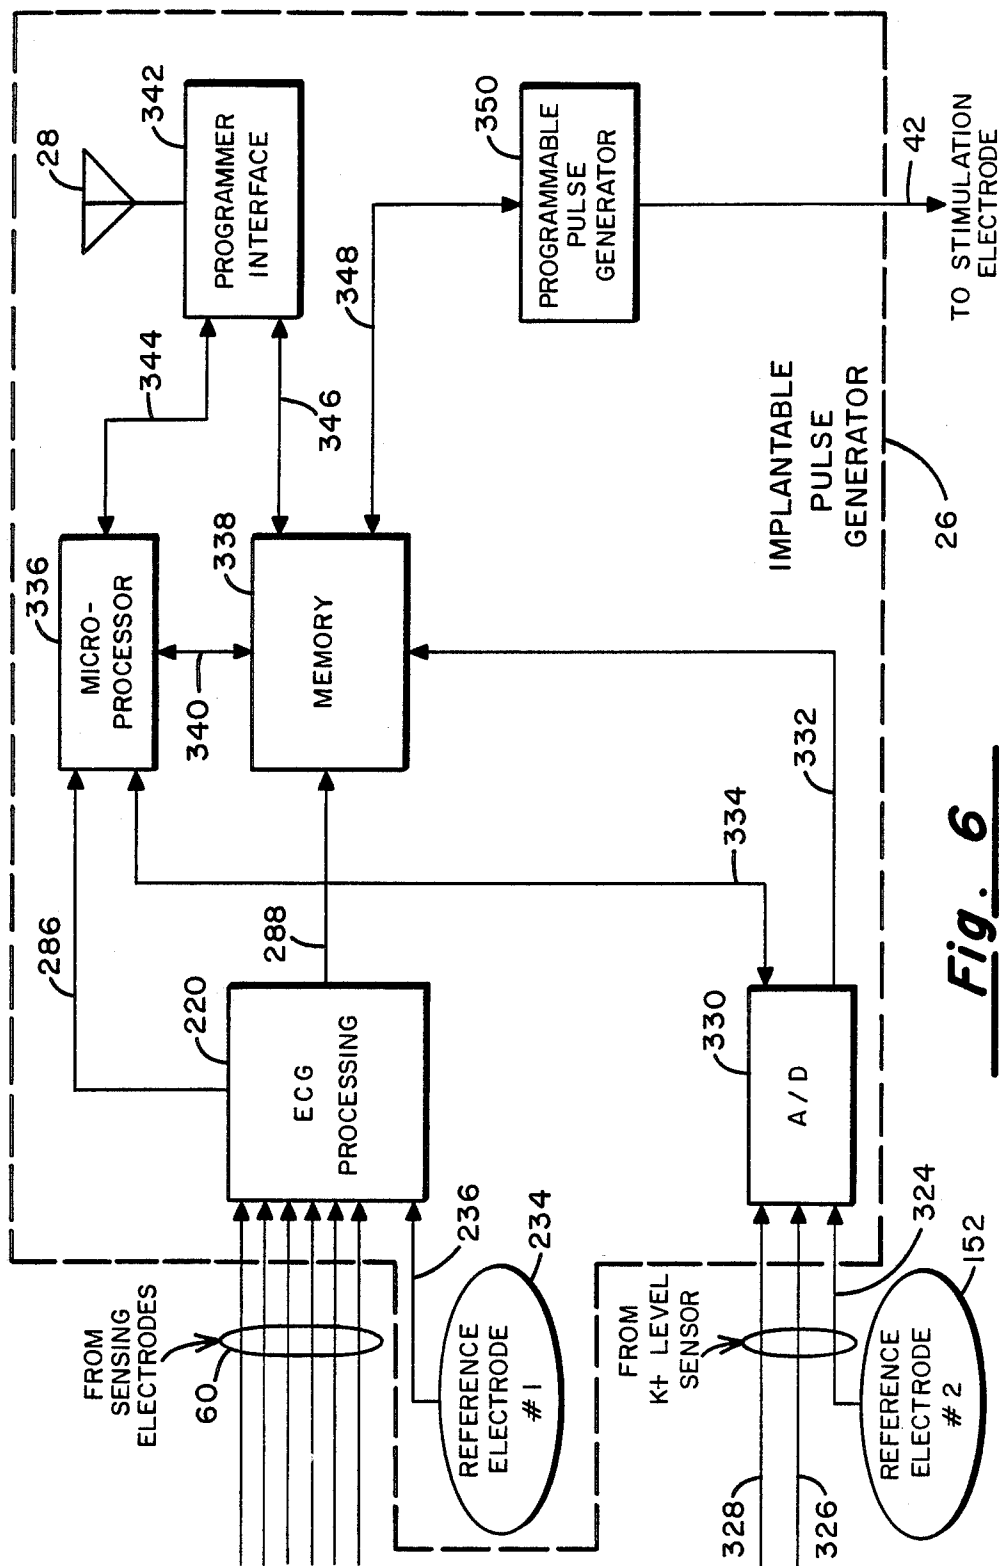 28
342
PROGRAMMER
INTERFACE
344
346
348
350
PROGRAMMABLE
PULSE
GENERATOR
42
TO STIMULATION
ELECTRODE
336
MICRO-
PROCESSOR
340
338
MEMORY
IMPLANTABLE
PULSE
GENERATOR
26
286
288
334
332
220
ECG
PROCESSING
330
A/D
FROM
SENSING
ELECTRODES
60
236
234
REFERENCE
ELECTRODE
#1
FROM
K+ LEVEL
SENSOR
324
152
328
326
REFERENCE
ELECTRODE
#2
Fig. 6